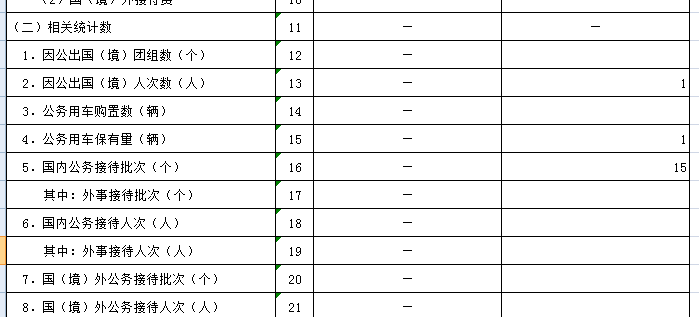 （2）国（境）外接待费 10
（二）相关统计数 11 — —
1．因公出国（境）团组数（个） 12 —
2．因公出国（境）人次数（人） 13 — 1
3．公务用车购置数（辆） 14 —
4．公务用车保有量（辆） 15 — 1
5．国内公务接待批次（个） 16 — 15
其中：外事接待批次（个） 17 —
6．国内公务接待人次（人） 18 —
其中：外事接待人次（人） 19 —
7．国（境）外公务接待批次（个） 20 —
8．国（境）外公务接待人次（人） 21 —